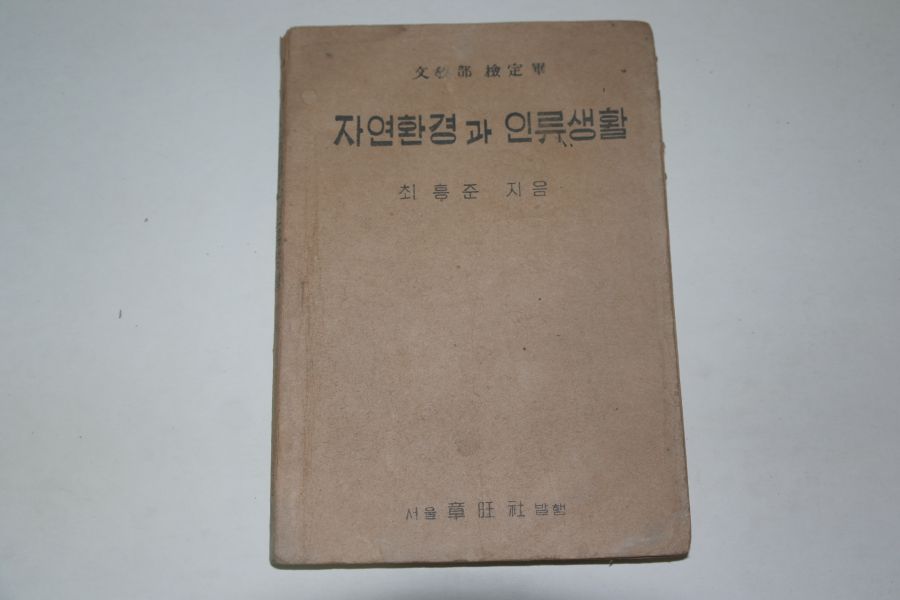 文敎部 檢定畢
자연환경과 인류생활
최흥준 지음
서울 章旺社 발행